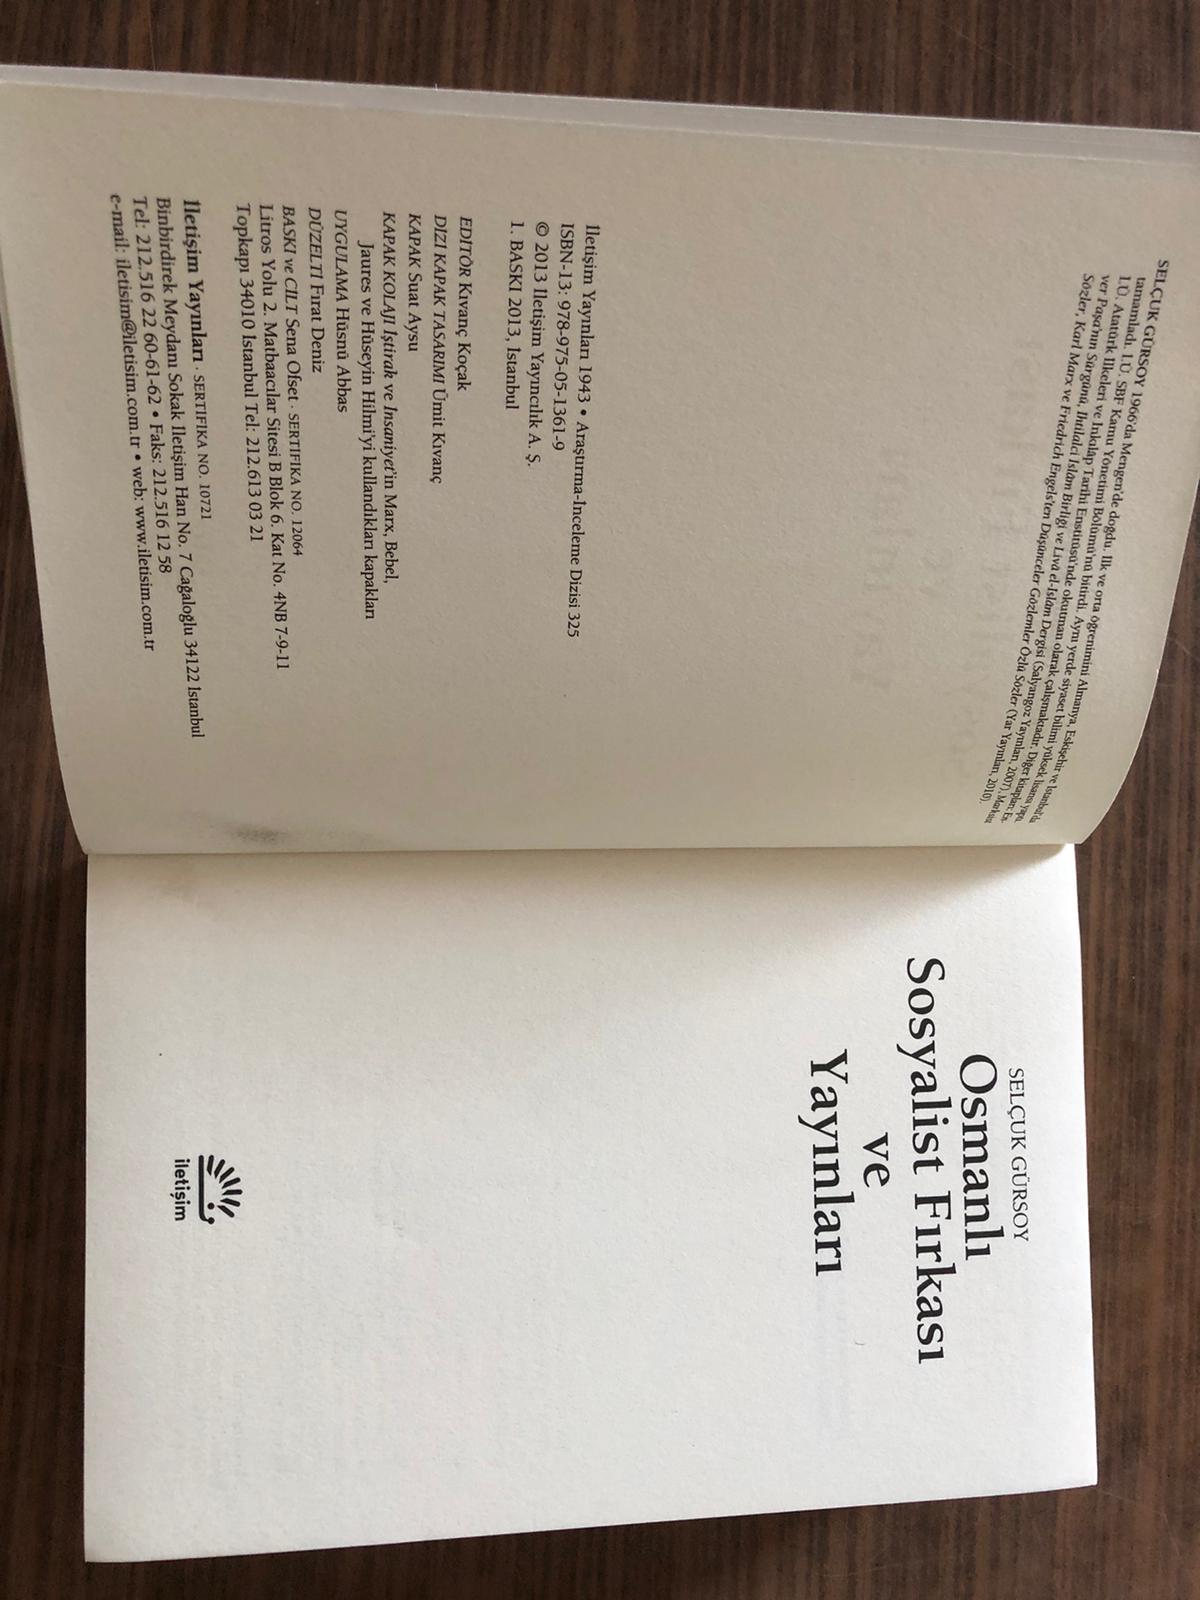 SELÇUK GÜRSOY 1966'da Mengen'de doğdu. İlk ve orta öğrenimini Almanya, Eskişehir ve İstanbul'da
tamamladı. İ.Ü. SBF Kamu Yönetimi Bölümü'nü bitirdi. Aynı yerde siyaset bilimi yüksek lisansı yaptı.
İ.Ü. Atatürk İlkeleri ve İnkılap Tarihi Enstitüsü'nde okutman olarak çalışmaktadır. Diğer kitapları: En-
ver Paşa'nın Sürgünü, İhtilalci İslâm Birliği ve Livâ el-İslâm Dergisi (Salyangoz Yayınları, 2007), Marksist
Sözler, Karl Marx ve Friedrich Engels'ten Düşünceler Gözlemler Özlü Sözler (Yar Yayınları, 2010).
İletişim Yayınları 1943 • Araştırma-İnceleme Dizisi 325
ISBN-13: 978-975-05-1361-9
© 2013 İletişim Yayıncılık A. Ş.
1. BASKI 2013, İstanbul
EDİTÖR Kıvanç Koçak
DİZİ KAPAK TASARIMI Ümit Kıvanç
KAPAK Suat Aysu
KAPAK KOLAJI İştirak ve İnsaniyet'in Marx, Bebel,
Jaures ve Hüseyin Hilmi'yi kullandıkları kapakları
UYGULAMA Hüsnü Abbas
DÜZELTİ Fırat Deniz
BASKI ve CİLT Sena Ofset · SERTİFİKA NO. 12064
Litros Yolu 2. Matbaacılar Sitesi B Blok 6. Kat No. 4NB 7-9-11
Topkapı 34010 İstanbul Tel: 212.613 03 21
İletişim Yayınları · SERTİFİKA NO. 10721
Binbirdirek Meydanı Sokak İletişim Han No. 7 Cağaloğlu 34122 İstanbul
Tel: 212.516 22 60-61-62 • Faks: 212.516 12 58
e-mail: iletisim@iletisim.com.tr • web: www.iletisim.com.tr
SELÇUK GÜRSOY
Osmanlı
Sosyalist Fırkası
ve
Yayınları
iletişim